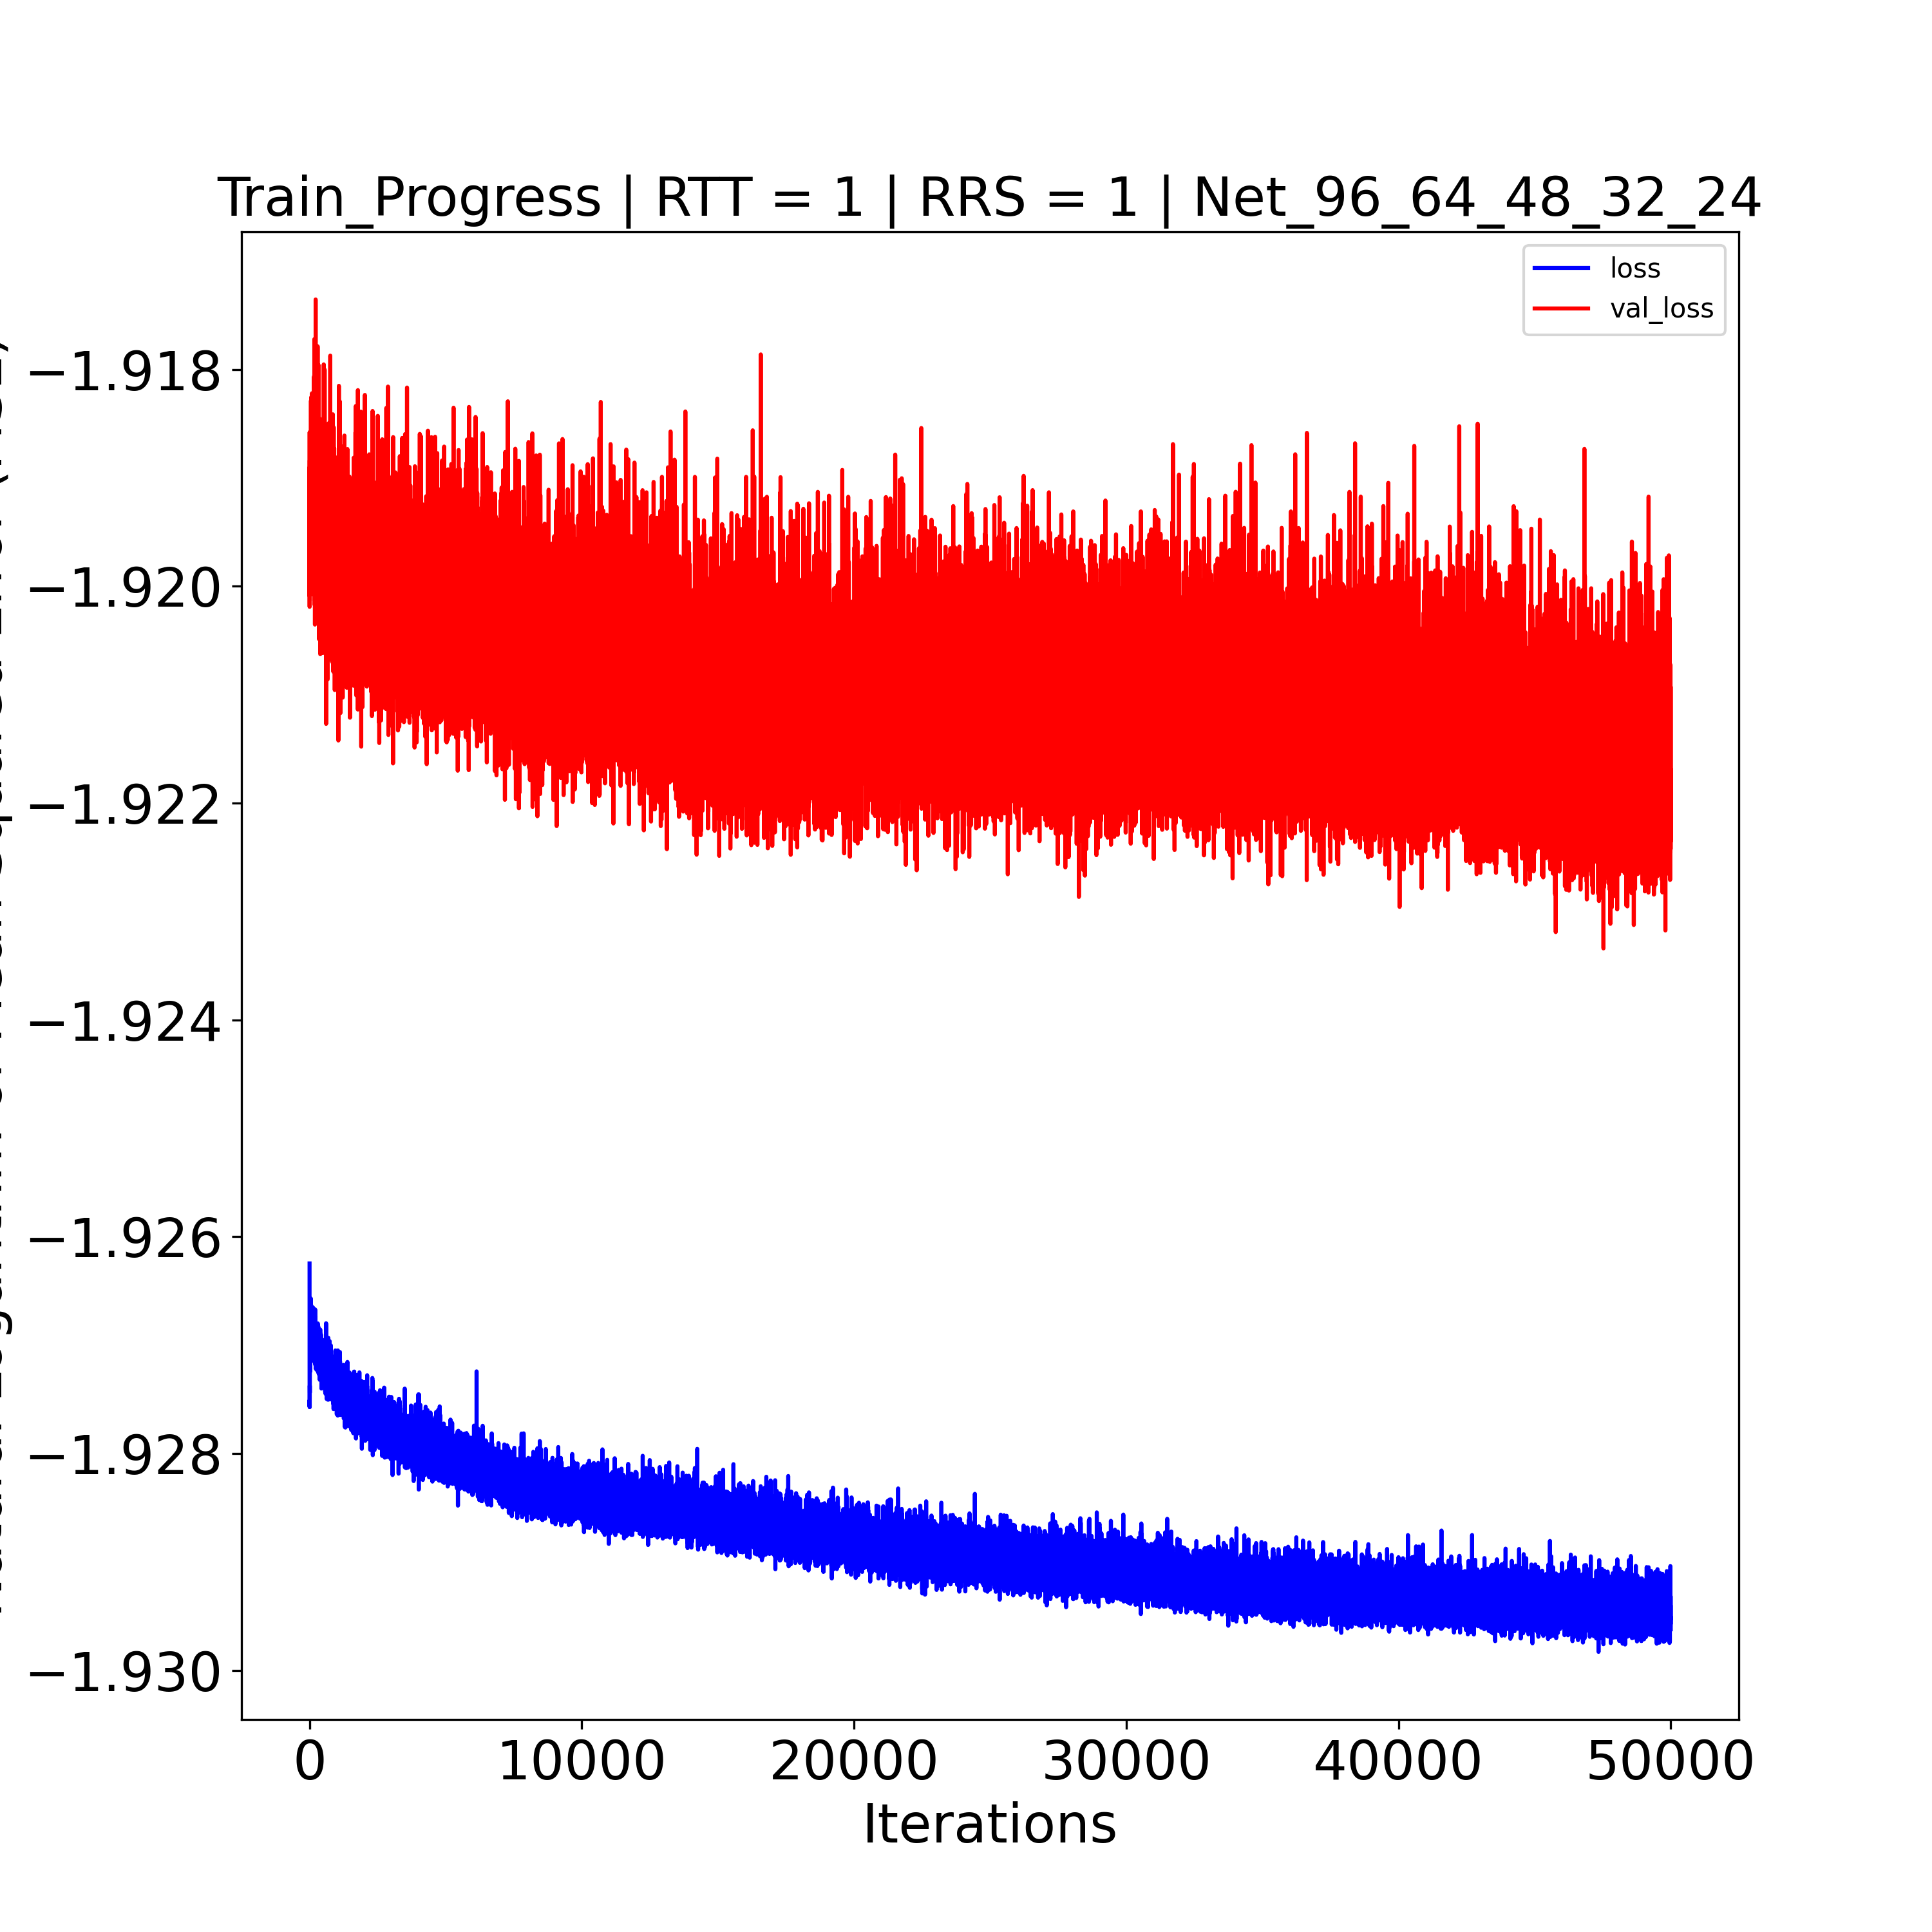 Train_Progress | RTT = 1 | RRS = 1 | Net_96_64_48_32_24
loss
val_loss
−1.918
−1.920
−1.922
−1.924
−1.926
−1.928
−1.930
0 10000 20000 30000 40000 50000
Iterations